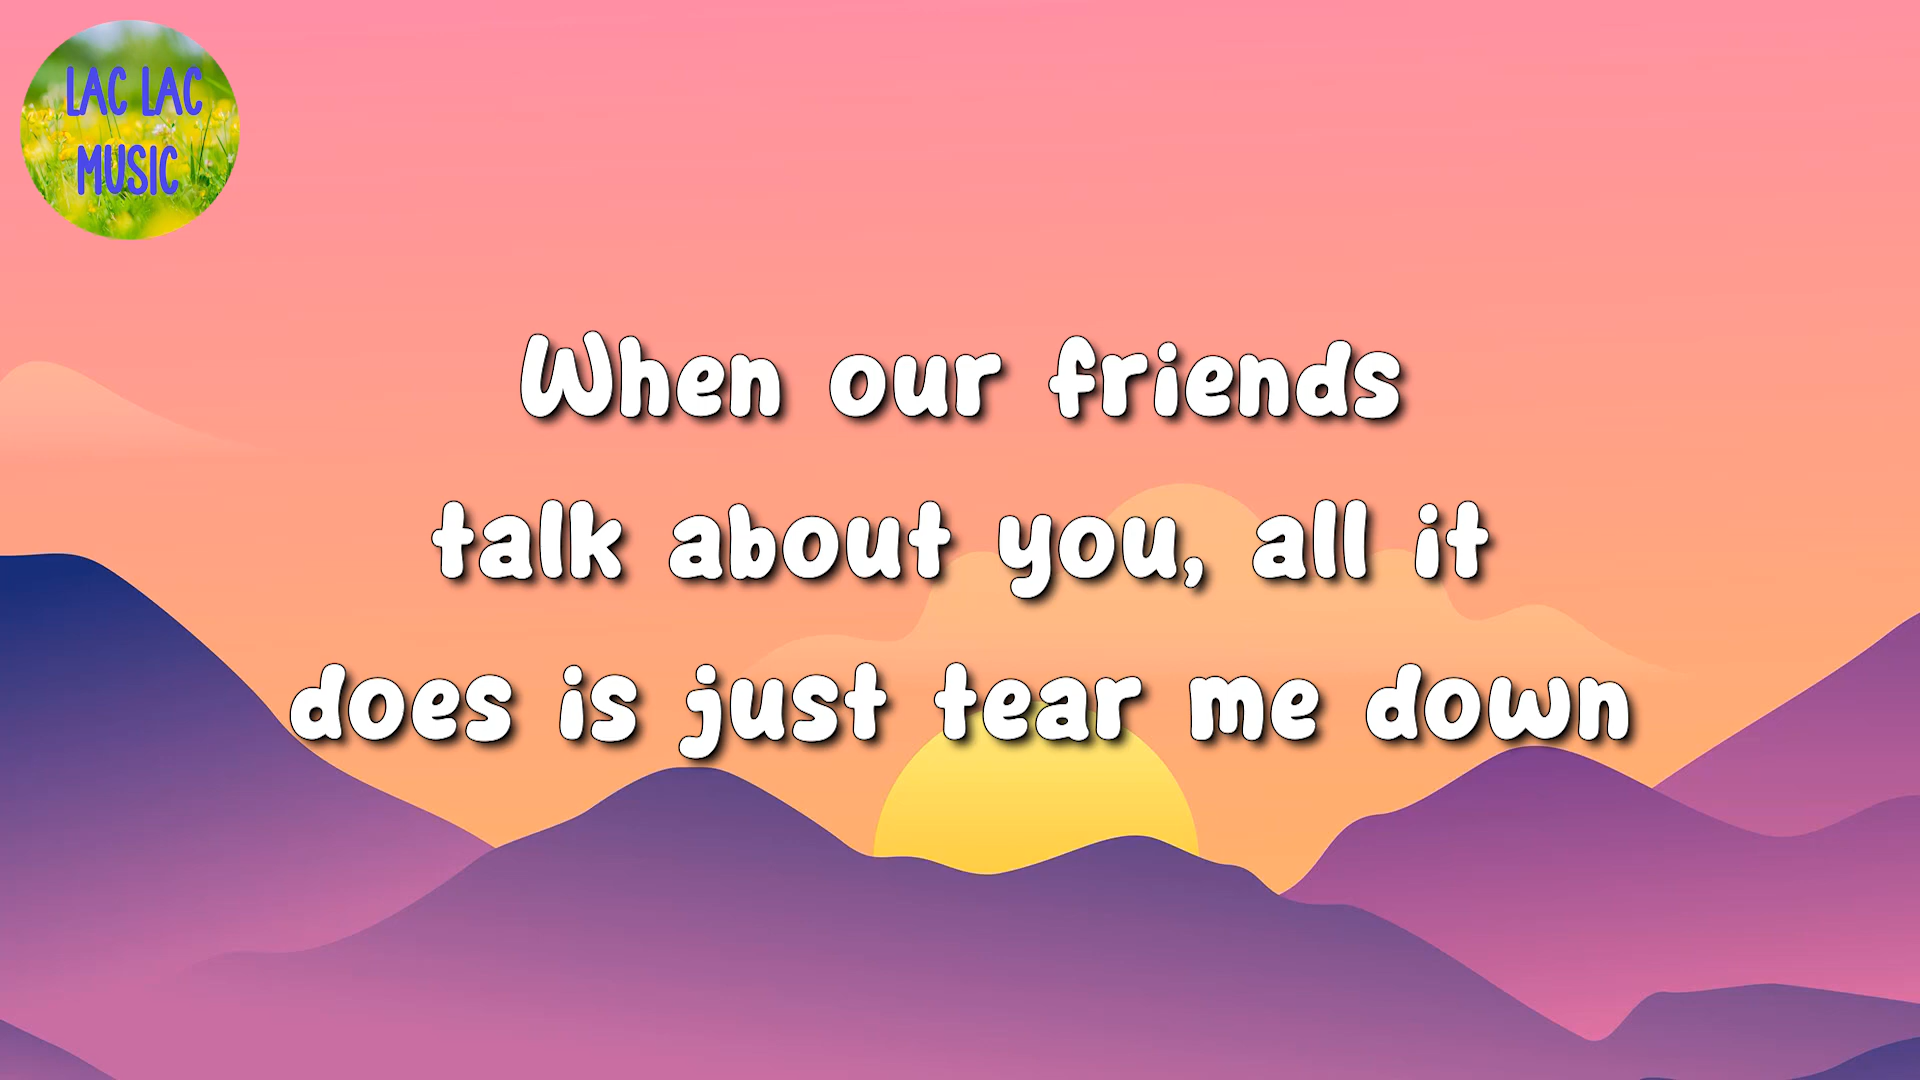 LAC LAC
MUSIC
When our friends
talk about you, all it
does is just tear me down